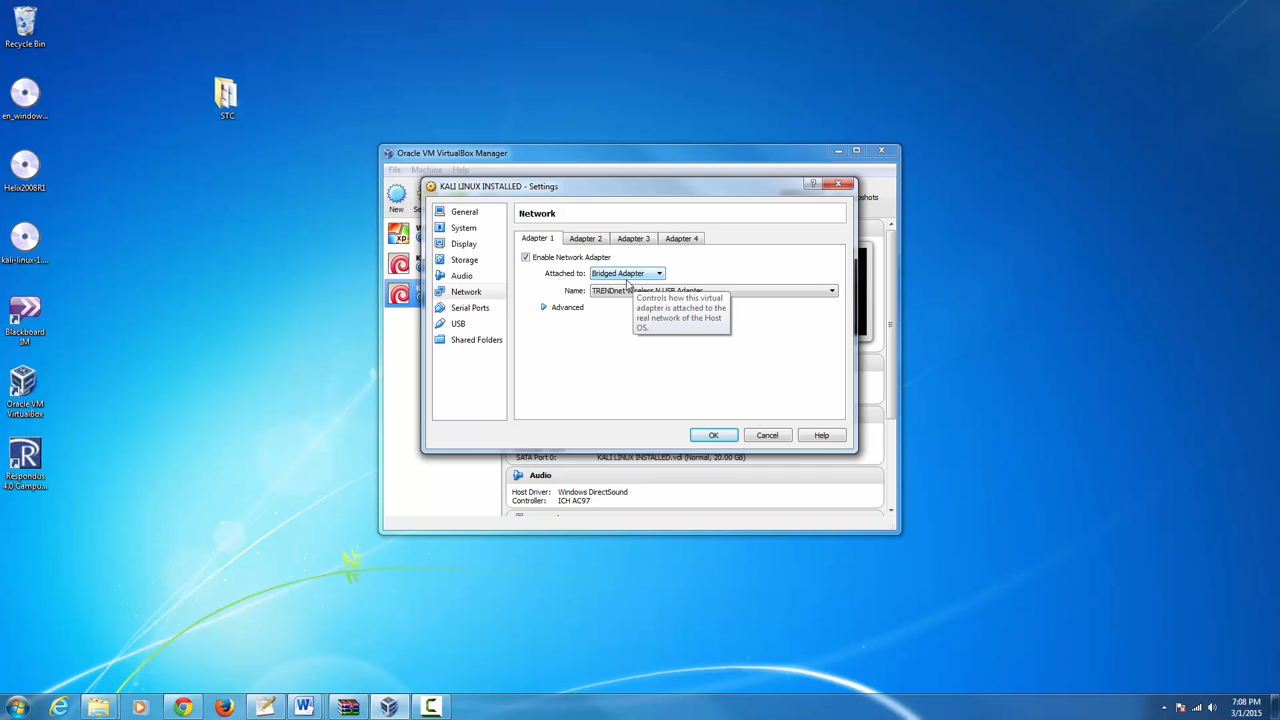 Recycle Bin
en_window...
STC
Helix2008R1
kali-linux-1....
Blackboard
IM
Oracle VM
VirtualBox
Respondus
4.0 Campu...
Oracle VM VirtualBox Manager
File Machine Help
New
KALI LINUX INSTALLED - Settings
General
System
Display
Storage
Audio
Network
Serial Ports
USB
Shared Folders
Network
Adapter 1 Adapter 2 Adapter 3 Adapter 4
Enable Network Adapter
Attached to: Bridged Adapter
Name: TRENDnet Wireless N USB Adapter
Advanced
Controls how this virtual
adapter is attached to the
real network of the Host
OS.
OK Cancel Help
SATA Port 0: KALI LINUX INSTALLED.vdi (Normal, 20.00 GB)
Audio
Host Driver: Windows DirectSound
Controller: ICH AC97
7:08 PM
3/1/2015